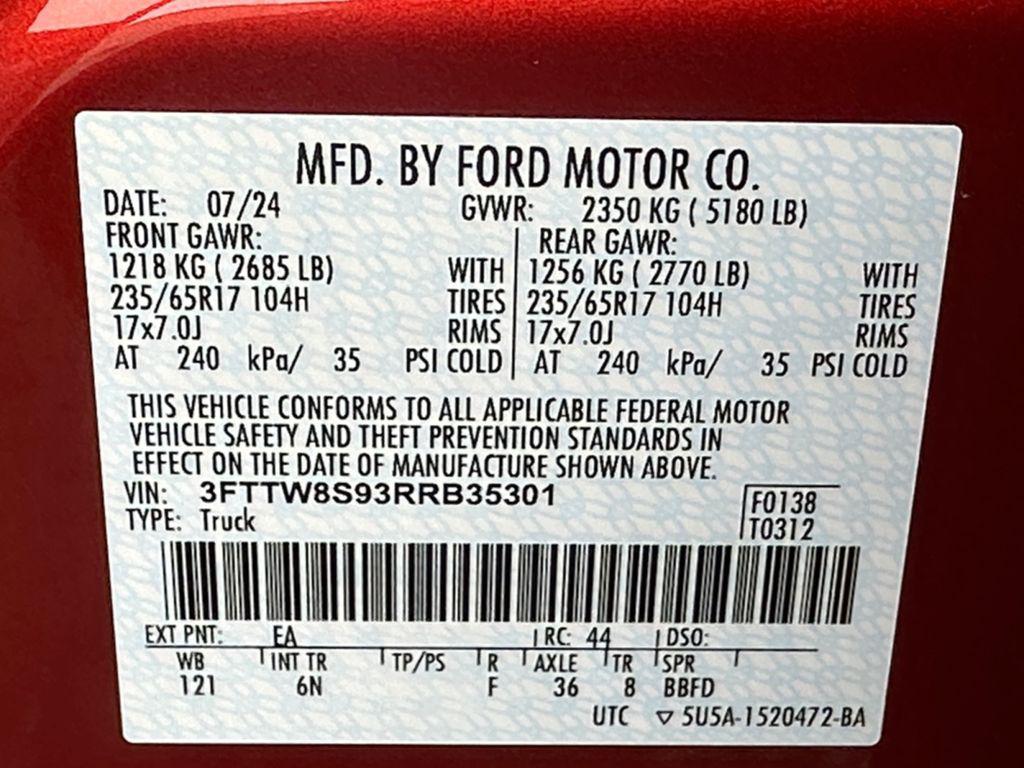 MFD. BY FORD MOTOR CO.
DATE: 07/24 GVWR: 2350 KG ( 5180 LB)
FRONT GAWR: REAR GAWR:
1218 KG ( 2685 LB) WITH 1256 KG ( 2770 LB) WITH
235/65R17 104H TIRES 235/65R17 104H TIRES
17x7.0J RIMS 17x7.0J RIMS
AT 240 kPa/ 35 PSI COLD AT 240 kPa/ 35 PSI COLD
THIS VEHICLE CONFORMS TO ALL APPLICABLE FEDERAL MOTOR
VEHICLE SAFETY AND THEFT PREVENTION STANDARDS IN
EFFECT ON THE DATE OF MANUFACTURE SHOWN ABOVE.
VIN: 3FTTW8S93RRB35301 F0138
TYPE: Truck T0312
EXT PNT: EA RC: 44 DSO:
WB INT TR TP/PS R AXLE TR SPR
121 6N F 36 8 BBFD
UTC ▽ 5U5A-1520472-BA